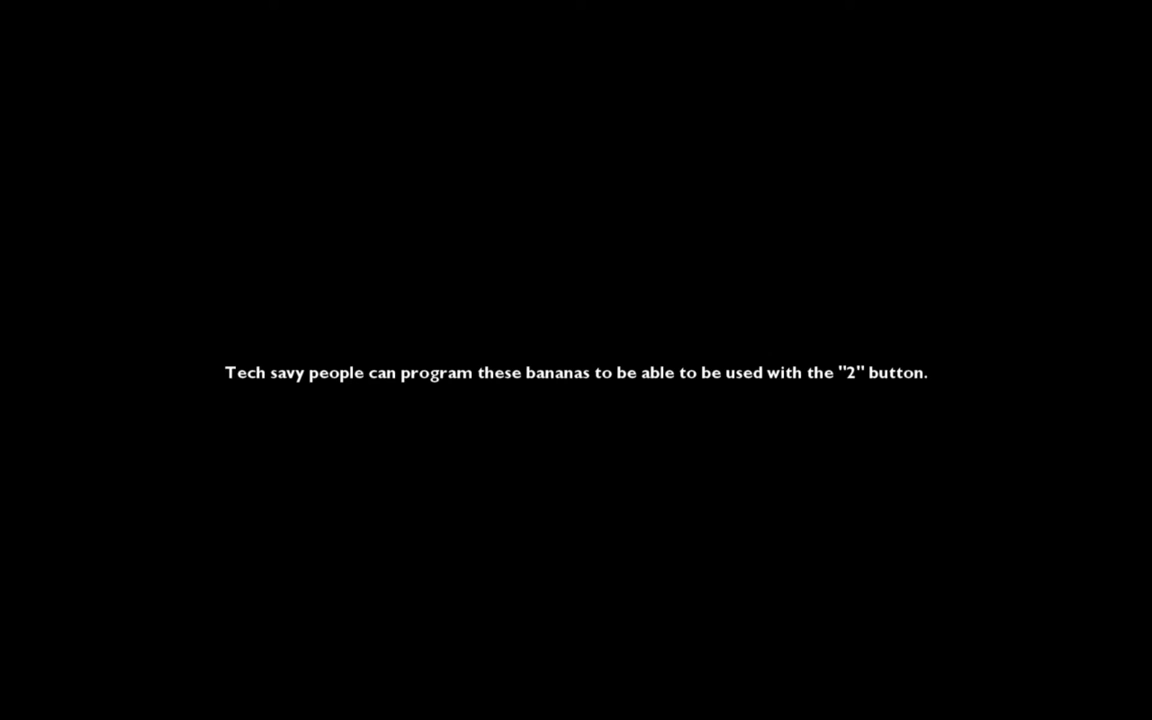 Tech savy people can program these bananas to be able to be used with the "2" button.